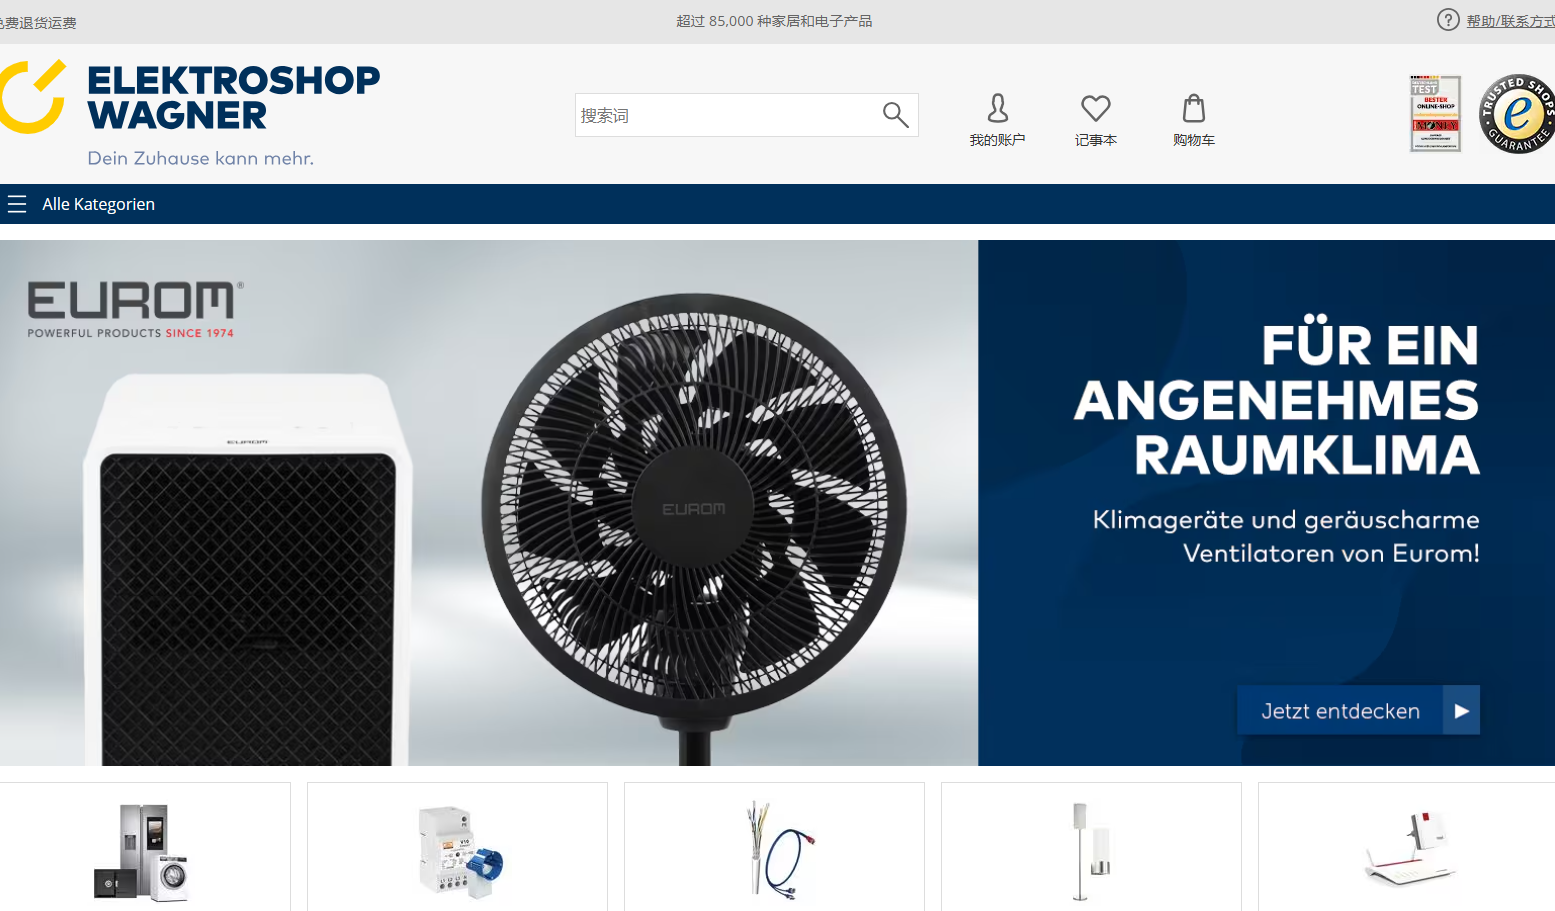 免费退货运费
超过 85,000 种家居和电子产品
帮助/联系方式
ELEKTROSHOP
WAGNER
Dein Zuhause kann mehr.
搜索词
我的账户
记事本
购物车
TEST
BESTER
ONLINE-SHOP
MONEY
TRUSTED SHOPS
e
GUARANTEE
Alle Kategorien
EUROM®
POWERFUL PRODUCTS SINCE 1974
EUROM
EUROM
FÜR EIN
ANGENEHMES
RAUMKLIMA
Klimageräte und geräuscharme
Ventilatoren von Eurom!
Jetzt entdecken